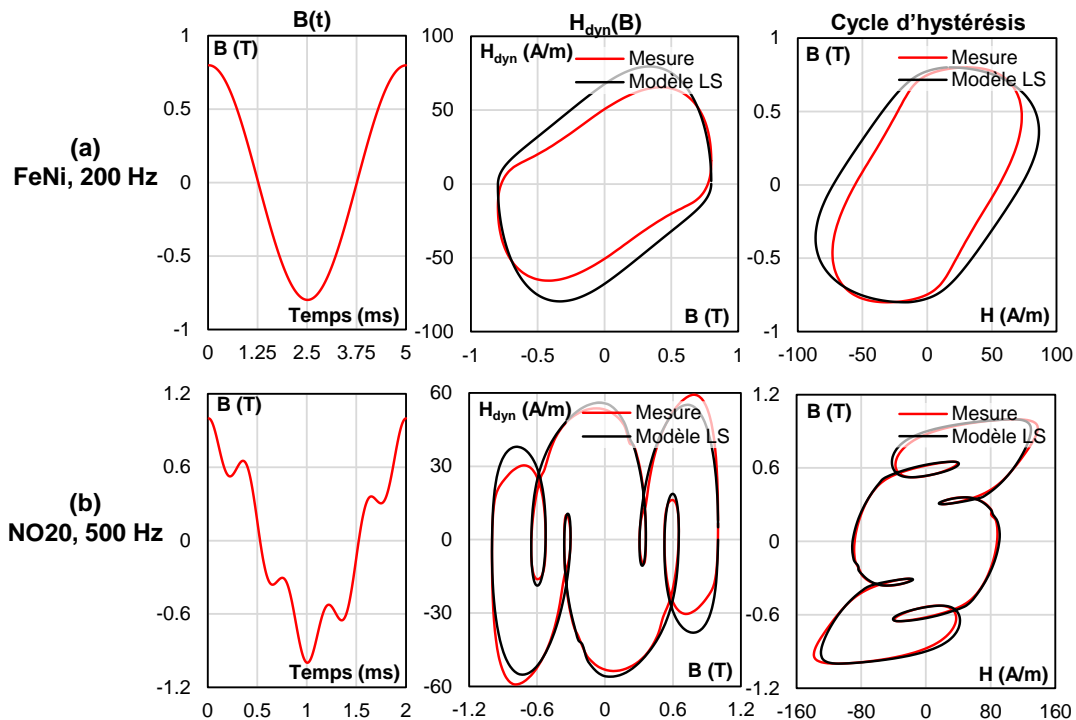 B(t)
H_dyn(B)
Cycle d’hystérésis
(a)
FeNi, 200 Hz
B (T)
1
0.5
0
-0.5
-1
Temps (ms)
0 1.25 2.5 3.75 5
H_dyn (A/m)
Mesure
Modèle LS
100
50
0
-50
-100
B (T)
-1 -0.5 0 0.5 1
B (T)
Mesure
Modèle LS
1
0.5
0
-0.5
-1
H (A/m)
-100 -50 0 50 100
(b)
NO20, 500 Hz
B (T)
1.2
0.6
0
-0.6
-1.2
Temps (ms)
0 0.5 1 1.5 2
H_dyn (A/m)
Mesure
Modèle LS
60
30
0
-30
-60
B (T)
-1.2 -0.6 0 0.6 1.2
B (T)
Mesure
Modèle LS
1.2
0.6
0
-0.6
-1.2
H (A/m)
-160 -80 0 80 160